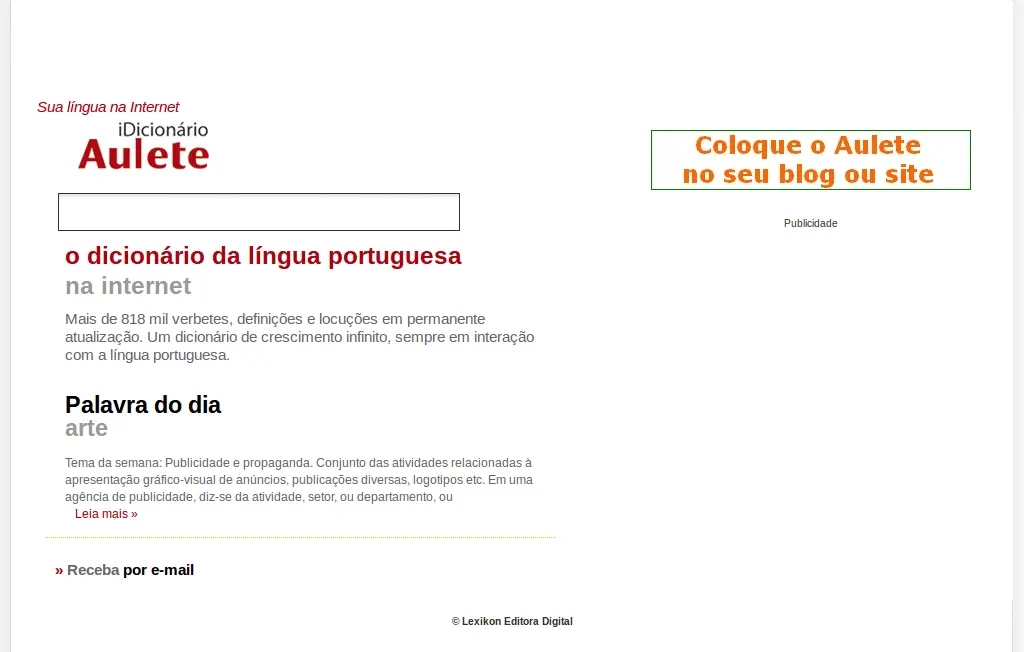 Sua língua na Internet
iDicionário
Aulete
Coloque o Aulete
no seu blog ou site
Publicidade
o dicionário da língua portuguesa
na internet
Mais de 818 mil verbetes, definições e locuções em permanente
atualização. Um dicionário de crescimento infinito, sempre em interação
com a língua portuguesa.
Palavra do dia
arte
Tema da semana: Publicidade e propaganda. Conjunto das atividades relacionadas à
apresentação gráfico-visual de anúncios, publicações diversas, logotipos etc. Em uma
agência de publicidade, diz-se da atividade, setor, ou departamento, ou
Leia mais »
» Receba por e-mail
© Lexikon Editora Digital